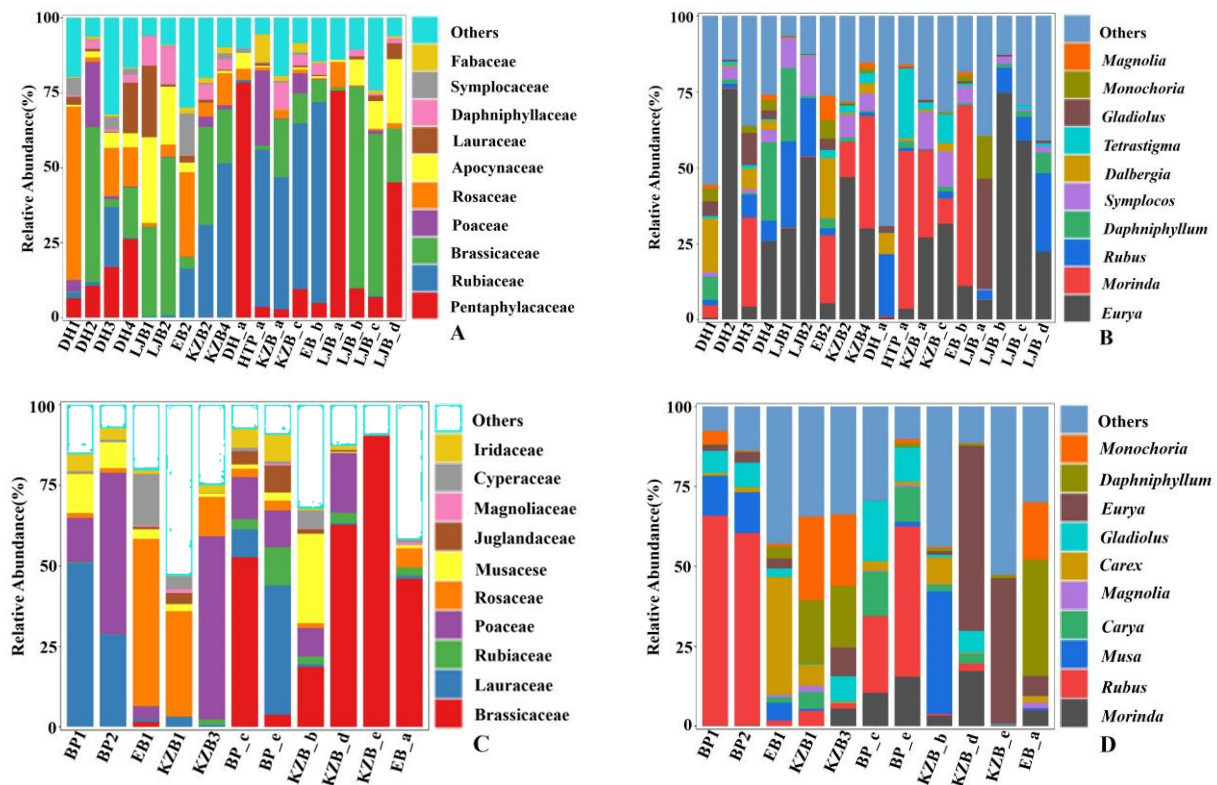 Relative Abundance(%)
100
75
50
25
0
DH1 DH2 DH3 DH4 LJB1 LJB2 EB2 KZB2 KZB4 DH_a HTP_a KZB_a KZB_c EB_b LJB_a LJB_b LJB_c LJB_d
Others
Fabaceae
Symplocaceae
Daphniphyllaceae
Lauraceae
Apocynaceae
Rosaceae
Poaceae
Brassicaceae
Rubiaceae
Pentaphylacaceae
A
Relative Abundance(%)
100
75
50
25
0
DH1 DH2 DH3 DH4 LJB1 LJB2 EB2 KZB2 KZB4 DH_a HTP_a KZB_a KZB_c EB_b LJB_a LJB_b LJB_c LJB_d
Others
Magnolia
Monochoria
Gladiolus
Tetrastigma
Dalbergia
Symplocos
Daphniphyllum
Rubus
Morinda
Eurya
B
Relative Abundance(%)
100
75
50
25
0
BP1 BP2 EB1 KZB1 KZB3 BP_c BP_e KZB_b KZB_d KZB_e EB_a
Others
Iridaceae
Cyperaceae
Magnoliaceae
Juglandaceae
Musacese
Rosaceae
Poaceae
Rubiaceae
Lauraceae
Brassicaceae
C
Relative Abundance(%)
100
75
50
25
0
BP1 BP2 EB1 KZB1 KZB3 BP_c BP_e KZB_b KZB_d KZB_e EB_a
Others
Monochoria
Daphniphyllum
Eurya
Gladiolus
Carex
Magnolia
Carya
Musa
Rubus
Morinda
D